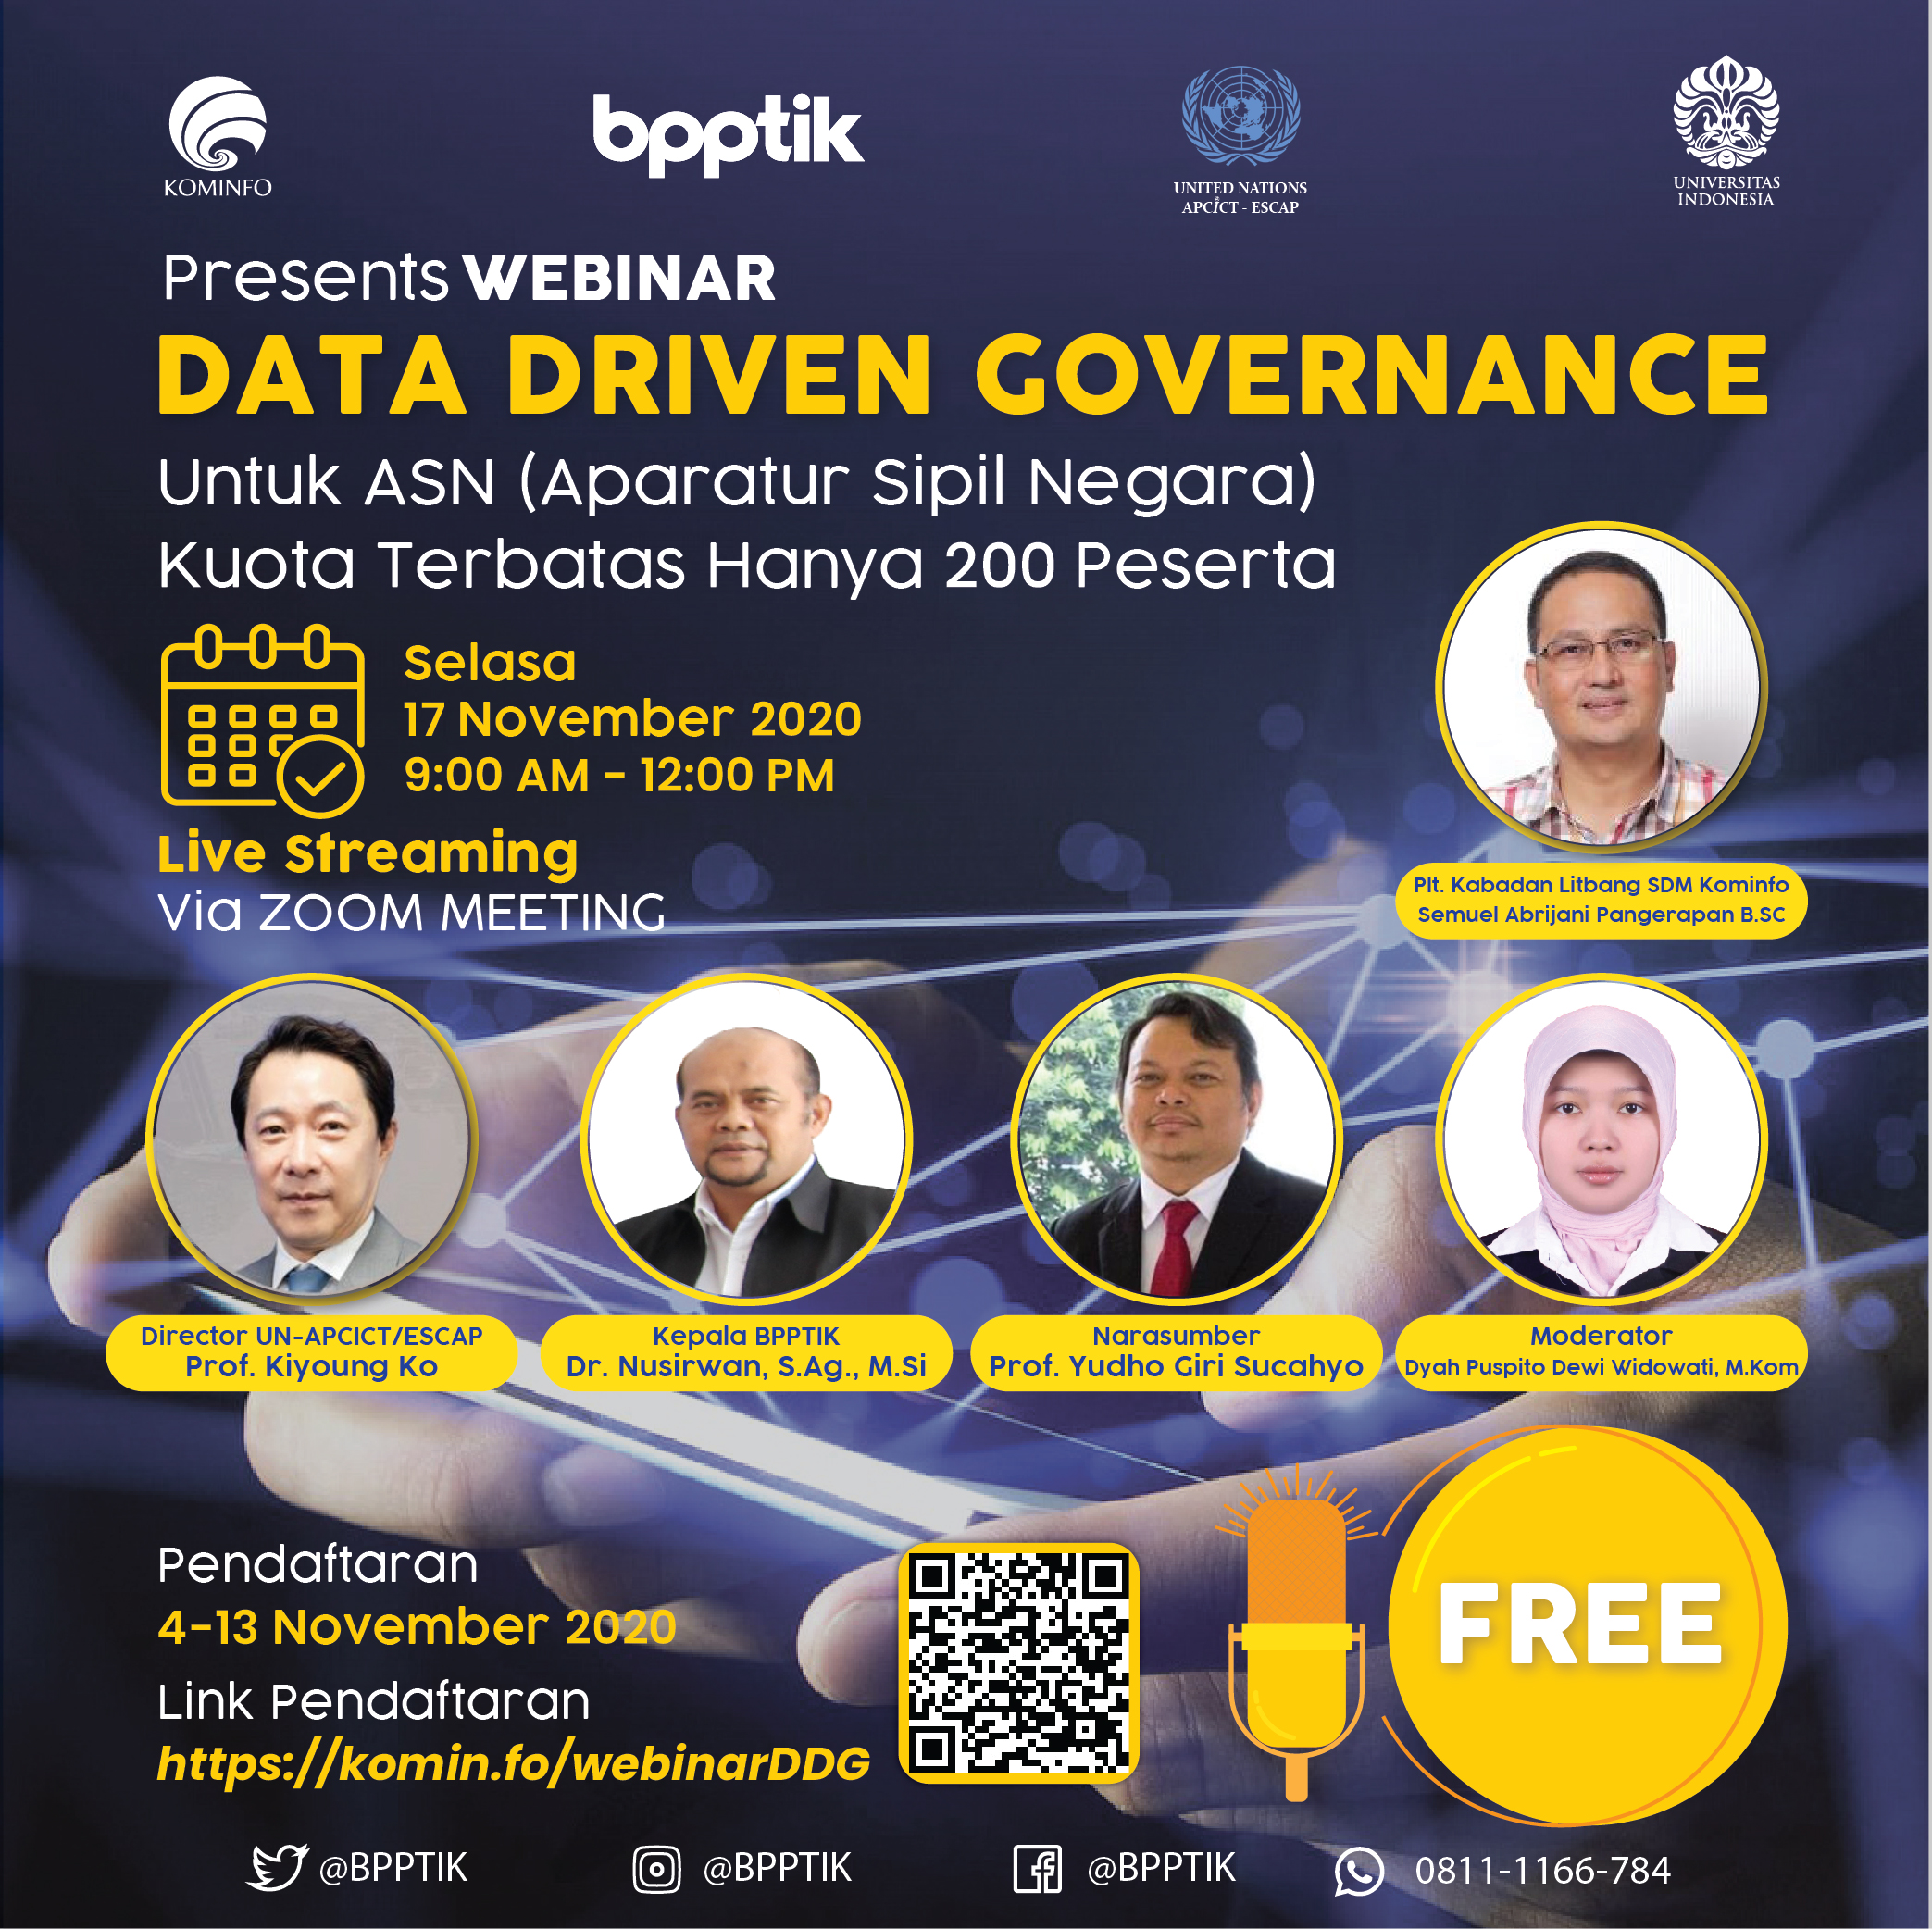 KOMINFO
bpptik
UNITED NATIONS
APCICT - ESCAP
UNIVERSITAS
INDONESIA
Presents WEBINAR
DATA DRIVEN GOVERNANCE
Untuk ASN (Aparatur Sipil Negara)
Kuota Terbatas Hanya 200 Peserta
Selasa
17 November 2020
9:00 AM - 12:00 PM
Live Streaming
Via ZOOM MEETING
Plt. Kabadan Litbang SDM Kominfo
Semuel Abrijani Pangerapan B.SC
Director UN-APCICT/ESCAP
Prof. Kiyoung Ko
Kepala BPPTIK
Dr. Nusirwan, S.Ag., M.Si
Narasumber
Prof. Yudho Giri Sucahyo
Moderator
Dyah Puspito Dewi Widowati, M.Kom
Pendaftaran
4-13 November 2020
Link Pendaftaran
https://komin.fo/webinarDDG
FREE
@BPPTIK
@BPPTIK
@BPPTIK
0811-1166-784